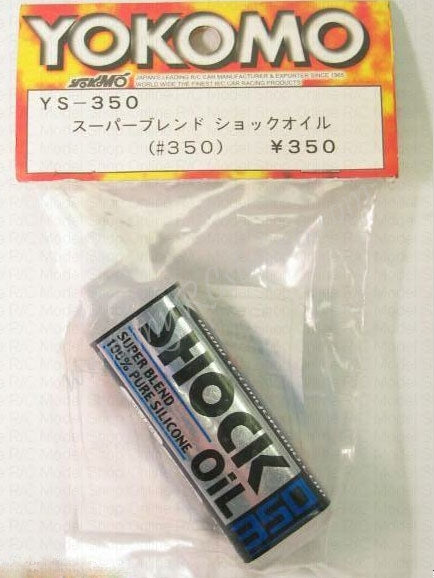 YOKOMO
YOKOMO JAPAN'S LEADING R/C CAR MANUFACTURER & EXPORTER SINCE 1965
WORLD WIDE THE FINEST R/C CAR RACING PRODUCTS
YS-350
スーパーブレンド ショックオイル
(#350) ¥350
SHOCK
OiL
350
SUPER BLEND
100% PURE SILICONE